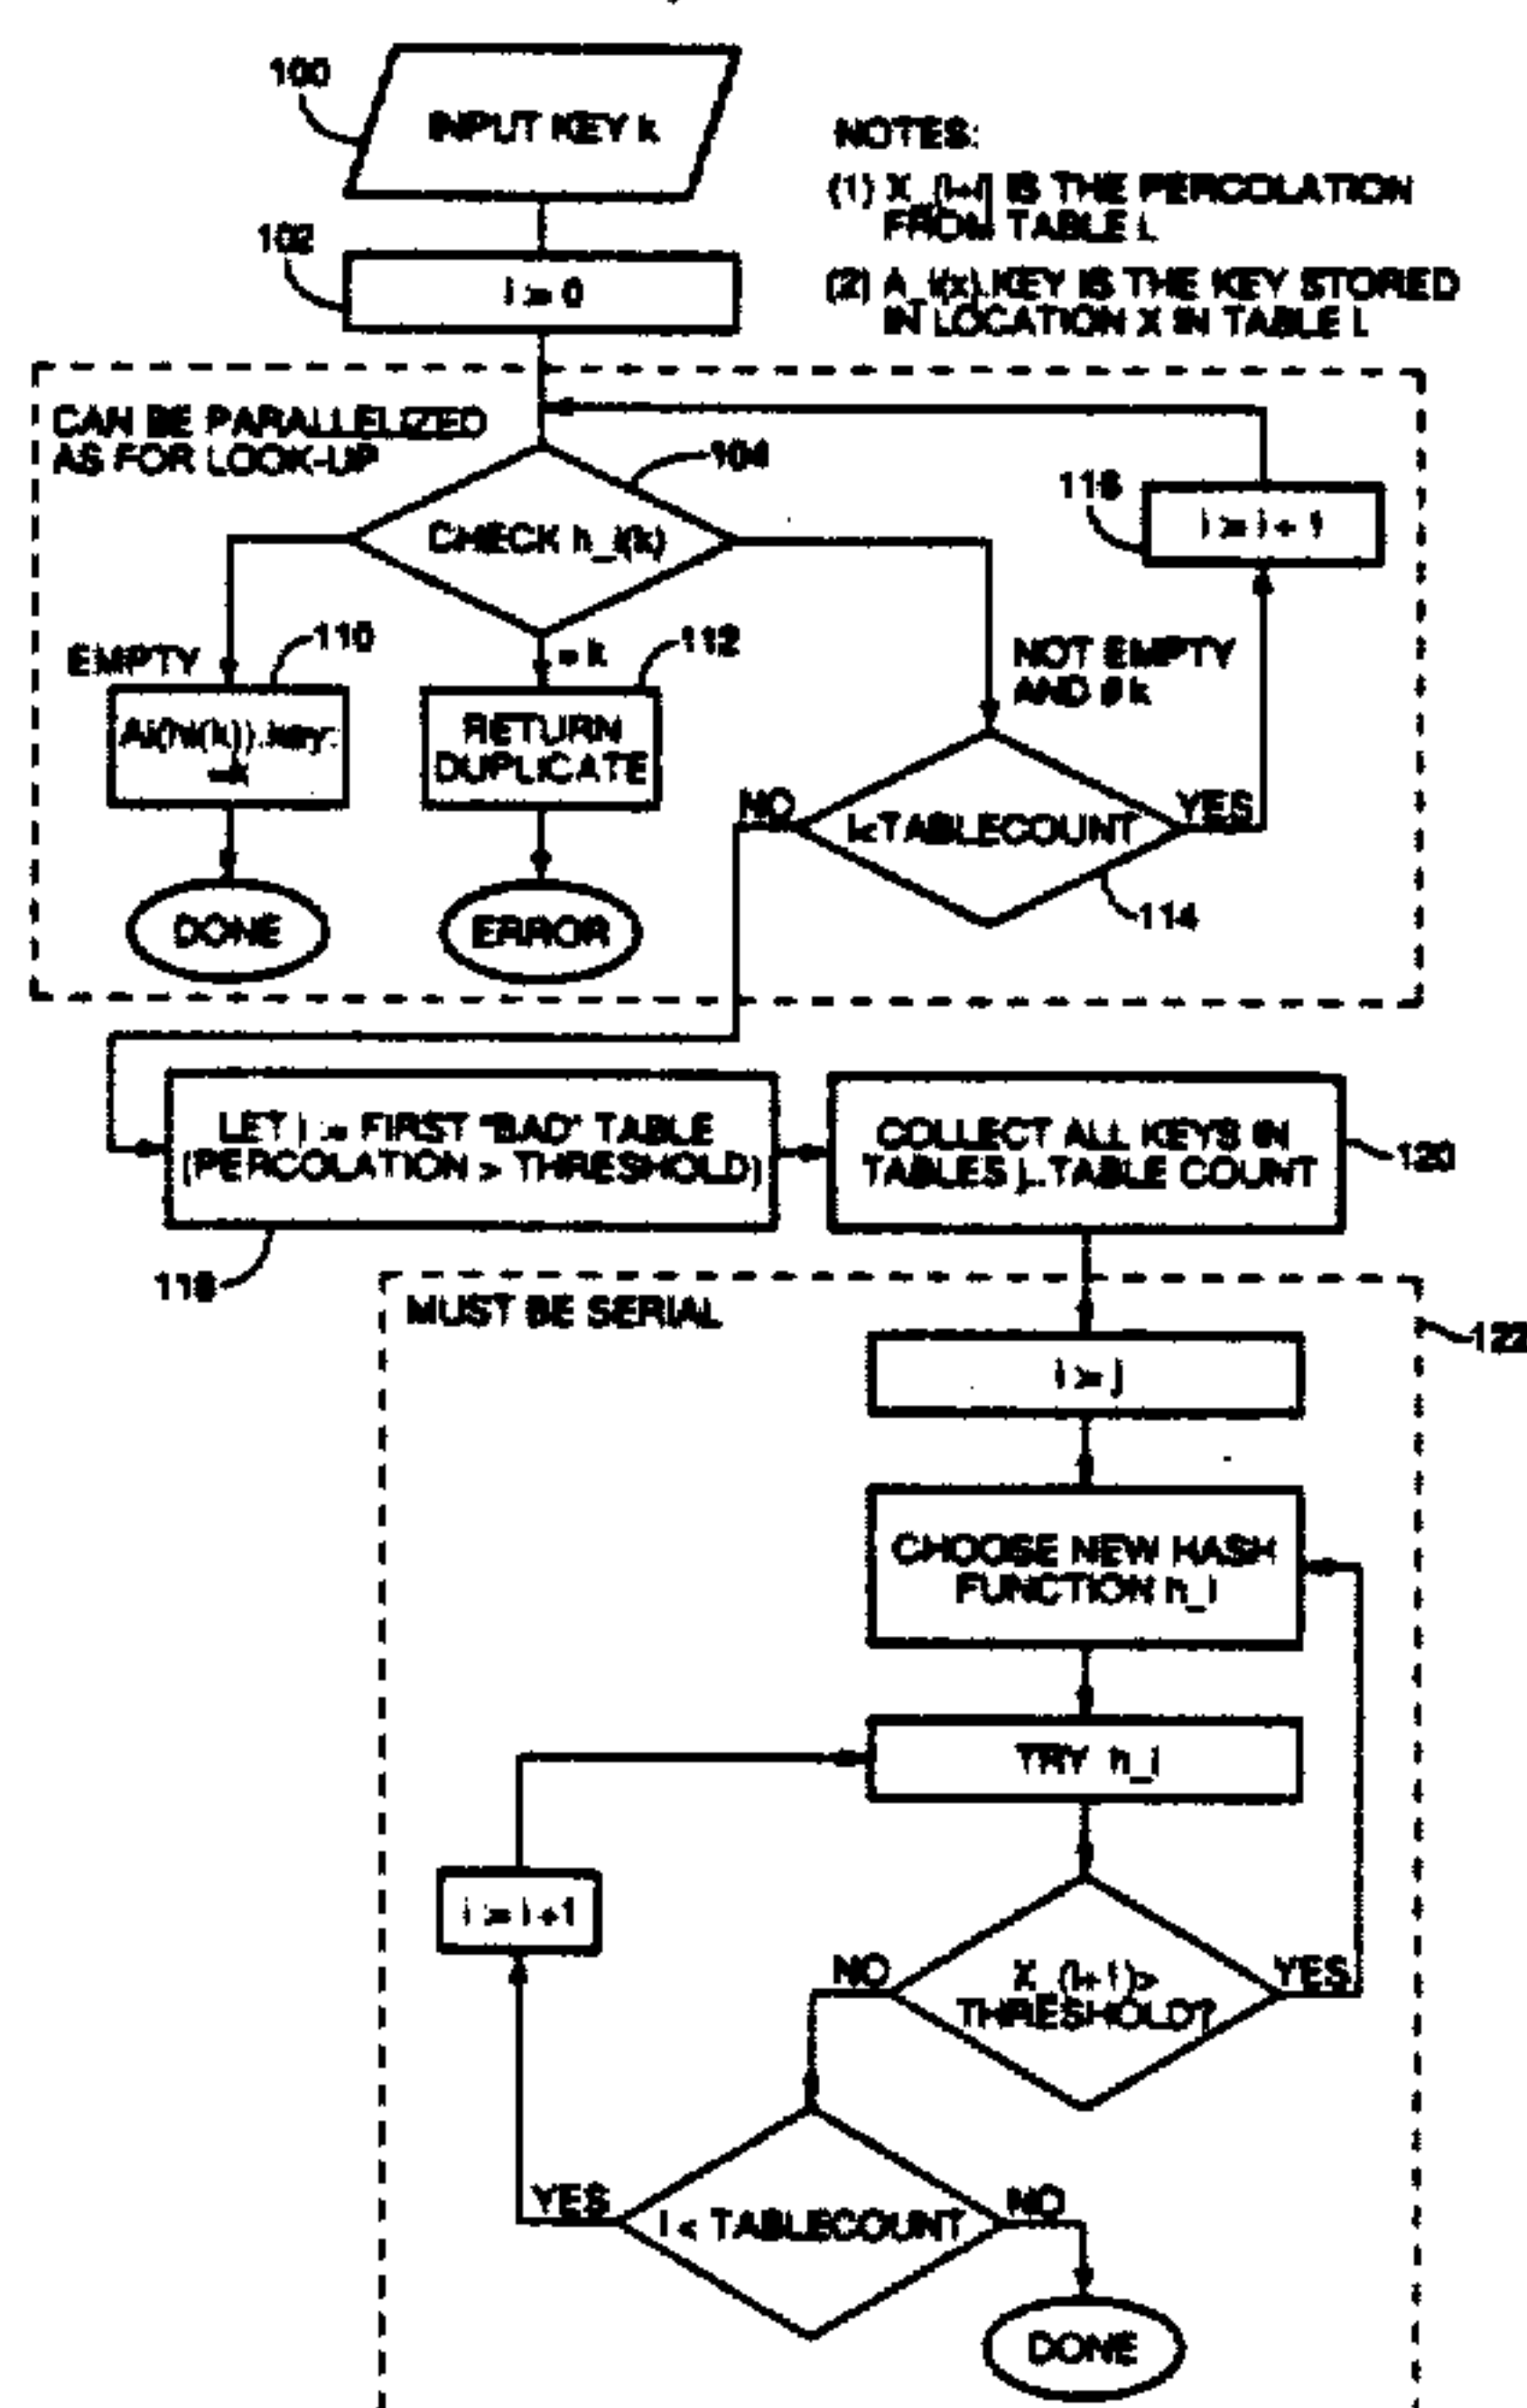 100
INPUT KEY k
102
i := 0
NOTES:
(1) X_(i+1) IS THE PERCOLATION
FROM TABLE i.
(2) A_i(x).KEY IS THE KEY STORED
IN LOCATION X IN TABLE i.
CAN BE PARALLELIZED
AS FOR LOOK-UP
104
CHECK h_i(k)
116
i := i + 1
EMPTY
110
= k
112
NOT EMPTY
AND ≠ k
Ai(hi(k)).key:
=k
RETURN
DUPLICATE
NO
i<TABLECOUNT
YES
DONE
ERROR
114
LET j := FIRST "BAD" TABLE
(PERCOLATION > THRESHOLD)
COLLECT ALL KEYS IN
TABLES j..TABLE COUNT
120
118
MUST BE SERIAL
122
i := j
CHOOSE NEW HASH
FUNCTION h_i
TRY h_i
i := i+1
NO
X_(i+1)>
THRESHOLD?
YES
YES
i < TABLECOUNT
NO
DONE